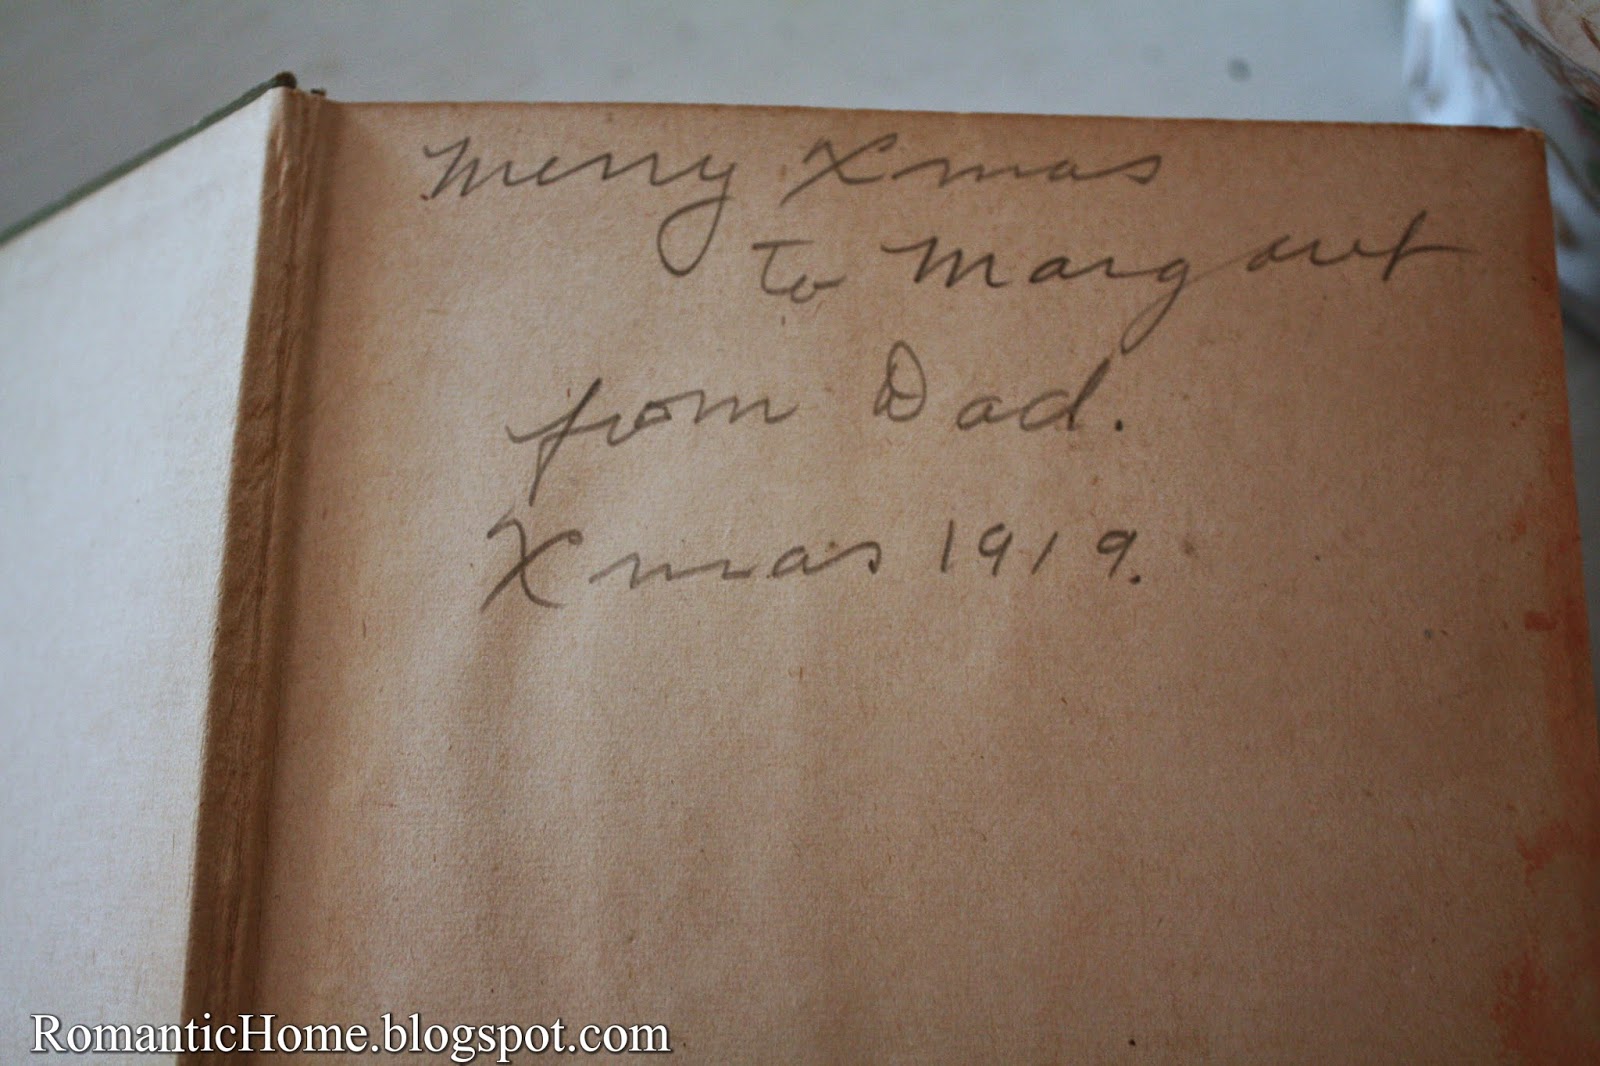 Merry Xmas
to Margaret
from Dad.
Xmas 1919.
RomanticHome.blogspot.com